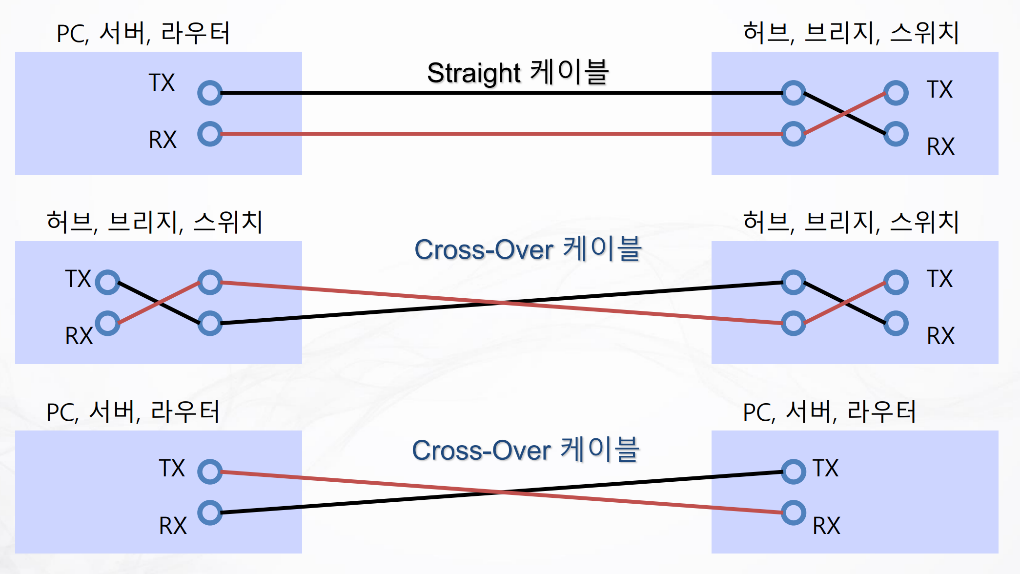 PC, 서버, 라우터
허브, 브리지, 스위치
Straight 케이블
TX
RX
TX
RX
허브, 브리지, 스위치
허브, 브리지, 스위치
Cross-Over 케이블
TX
RX
TX
RX
PC, 서버, 라우터
PC, 서버, 라우터
Cross-Over 케이블
TX
RX
TX
RX